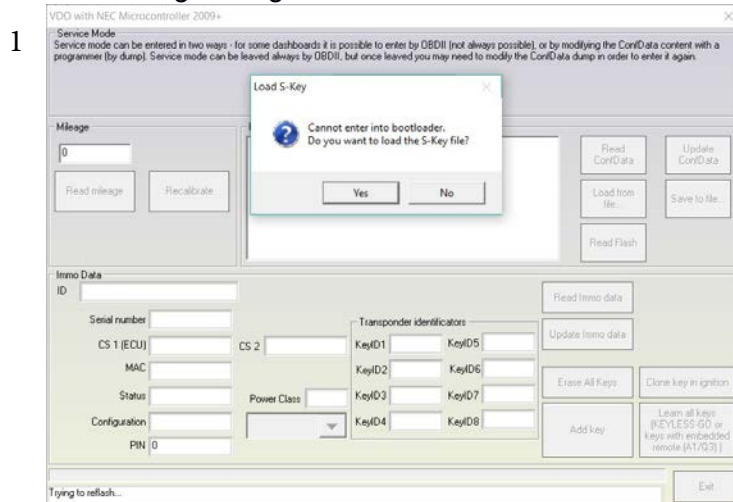 VDO with NEC Microcontroller 2009+
1
Service Mode
Service mode can be entered in two ways - for some dashboards it is possible to enter by OBDII (not always possible), or by modifying the ConfData content with a
programmer (by dump). Service mode can be leaved always by OBDII, but once leaved you may need to modify the ConfData dump in order to enter it again.
Load S-Key
Cannot enter into bootloader.
Do you want to load the S-Key file?
Yes No
Mileage
0
Read mileage Recalibrate
Read ConfData
Update ConfData
Load from file...
Save to file...
Read Flash
Immo Data
ID
Serial number
CS 1 (ECU)
CS 2
MAC
Status
Power Class
Configuration
PIN 0
Transponder identificators
KeyID1 KeyID5
KeyID2 KeyID6
KeyID3 KeyID7
KeyID4 KeyID8
Read Immo data
Update Immo data
Erase All Keys
Clone key in ignition
Add key
Learn all keys
(KEYLESS-GO or
keys with embedded
remote (A1/Q3) )
Trying to reflash...
Exit